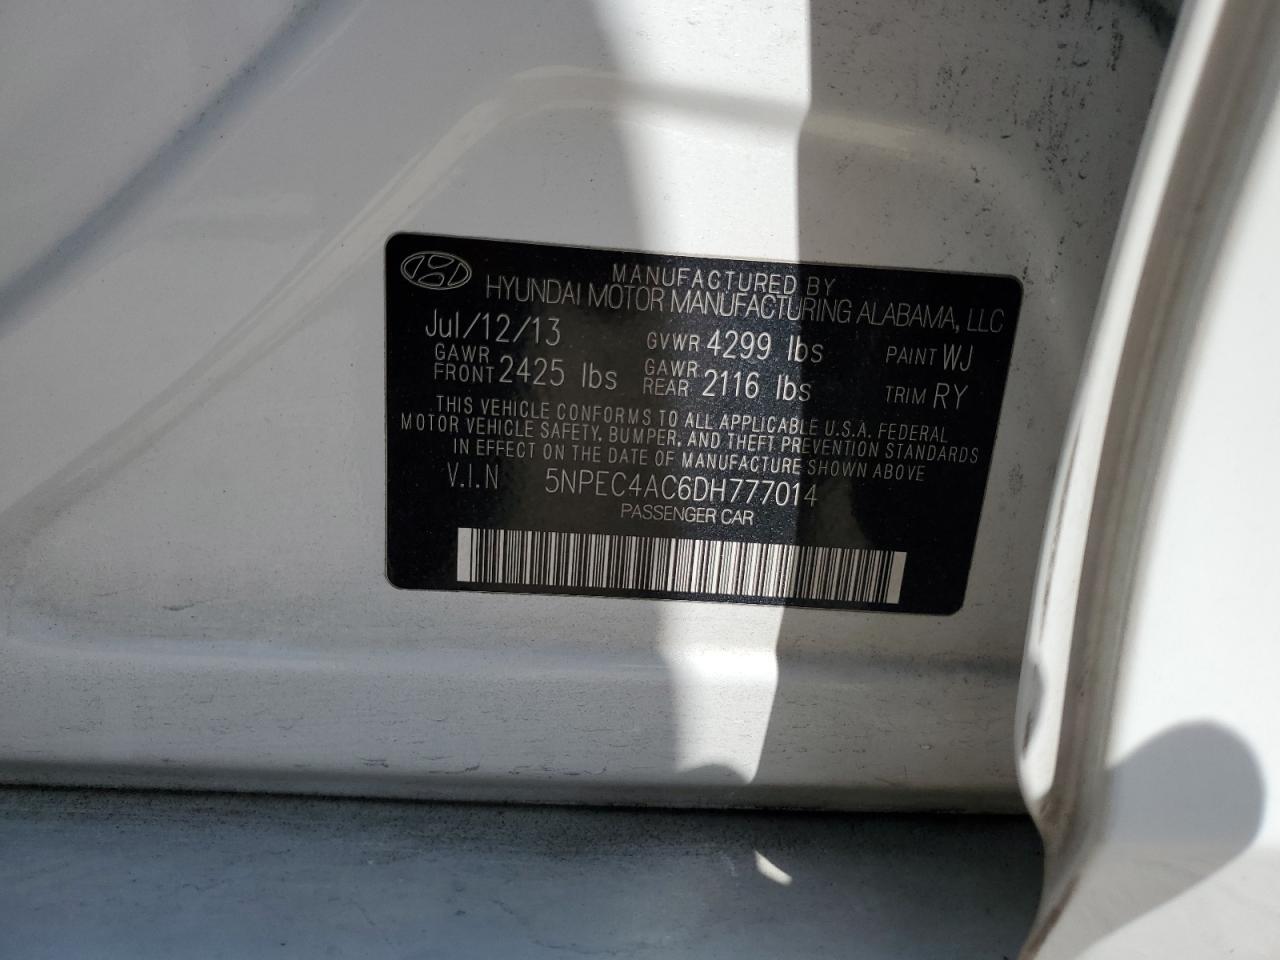 MANUFACTURED BY
HYUNDAI MOTOR MANUFACTURING ALABAMA, LLC
Jul/12/13 GVWR 4299 lbs PAINT WJ
GAWR FRONT 2425 lbs GAWR REAR 2116 lbs TRIM RY
THIS VEHICLE CONFORMS TO ALL APPLICABLE U.S.A. FEDERAL
MOTOR VEHICLE SAFETY, BUMPER, AND THEFT PREVENTION STANDARDS
IN EFFECT ON THE DATE OF MANUFACTURE SHOWN ABOVE
V.I.N 5NPEC4AC6DH777014
PASSENGER CAR